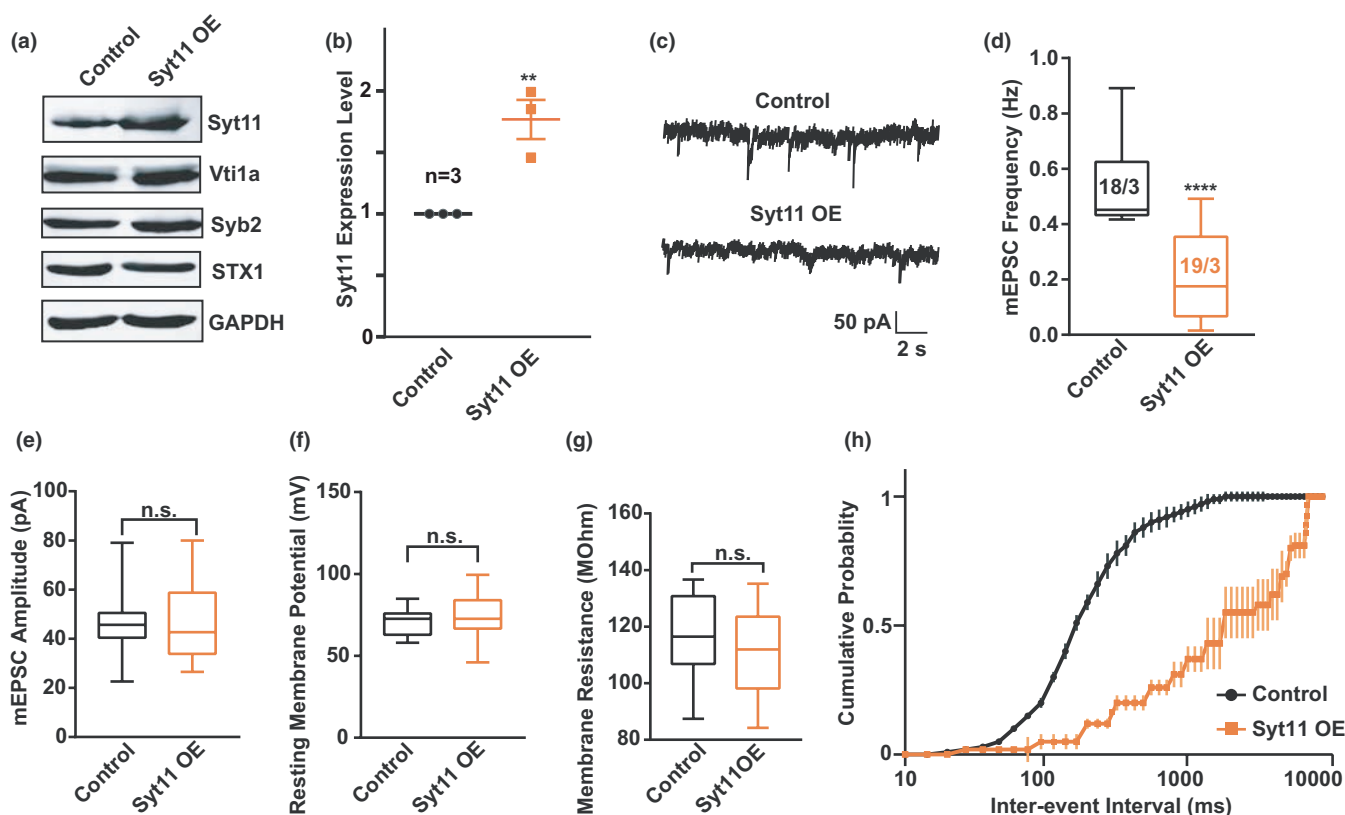 (a)
Control
Syt11 OE
Syt11
Vti1a
Syb2
STX1
GAPDH
(b)
Syt11 Expression Level
2
1
0
n=3
**
Control
Syt11 OE
(c)
Control
Syt11 OE
50 pA
2 s
(d)
mEPSC Frequency (Hz)
1.0
0.8
0.6
0.4
0.2
0.0
18/3
****
19/3
Control
Syt11 OE
(e)
mEPSC Amplitude (pA)
100
80
60
40
20
0
n.s.
Control
Syt11 OE
(f)
Resting Membrane Potential (mV)
150
100
50
0
n.s.
Control
Syt11 OE
(g)
Membrane Resistance (MOhm)
160
140
120
100
80
n.s.
Control
Syt11OE
(h)
Cumulative Probablity
1
0.5
0
Control
Syt11 OE
10
100
1000
10000
Inter-event Interval (ms)